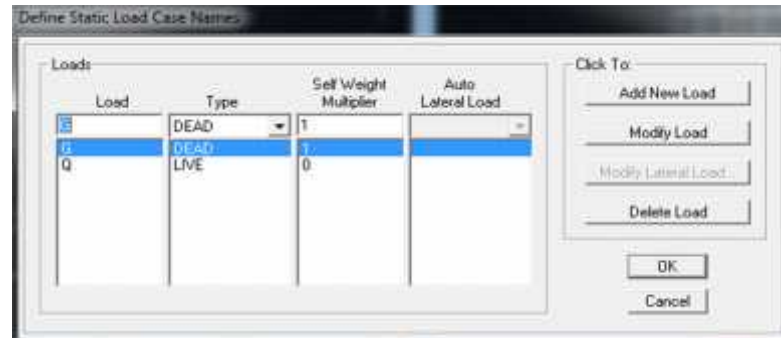 Define Static Load Case Names
Loads
Load Type Self Weight Multiplier Auto Lateral Load
G DEAD 1
G DEAD 1
Q LIVE 0
Click To:
Add New Load
Modify Load
Modify Lateral Load...
Delete Load
OK
Cancel